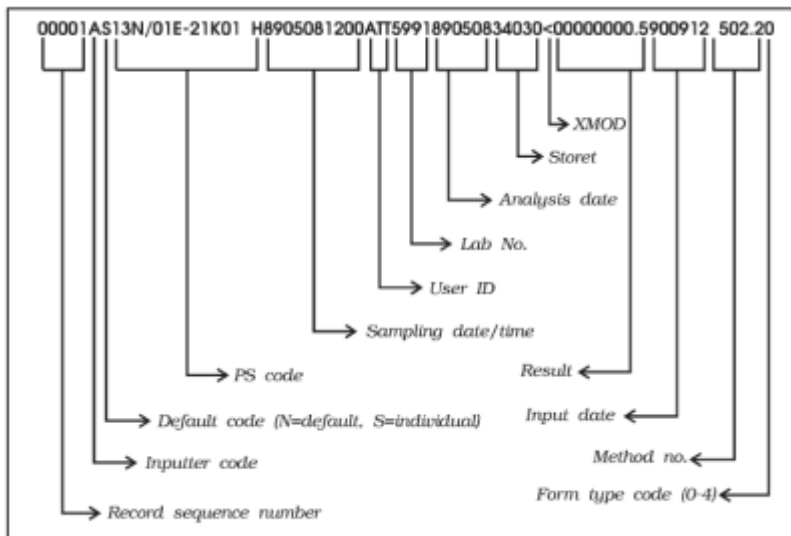 00001AS13N/01E-21K01 H8905081200ATT599189050834030<00000000.5900912 502.20
XMOD
Storet
Analysis date
Lab No.
User ID
Sampling date/time
PS code
Result
Default code (N=default, S=individual)
Input date
Inputter code
Method no.
Form type code (0-4)
Record sequence number